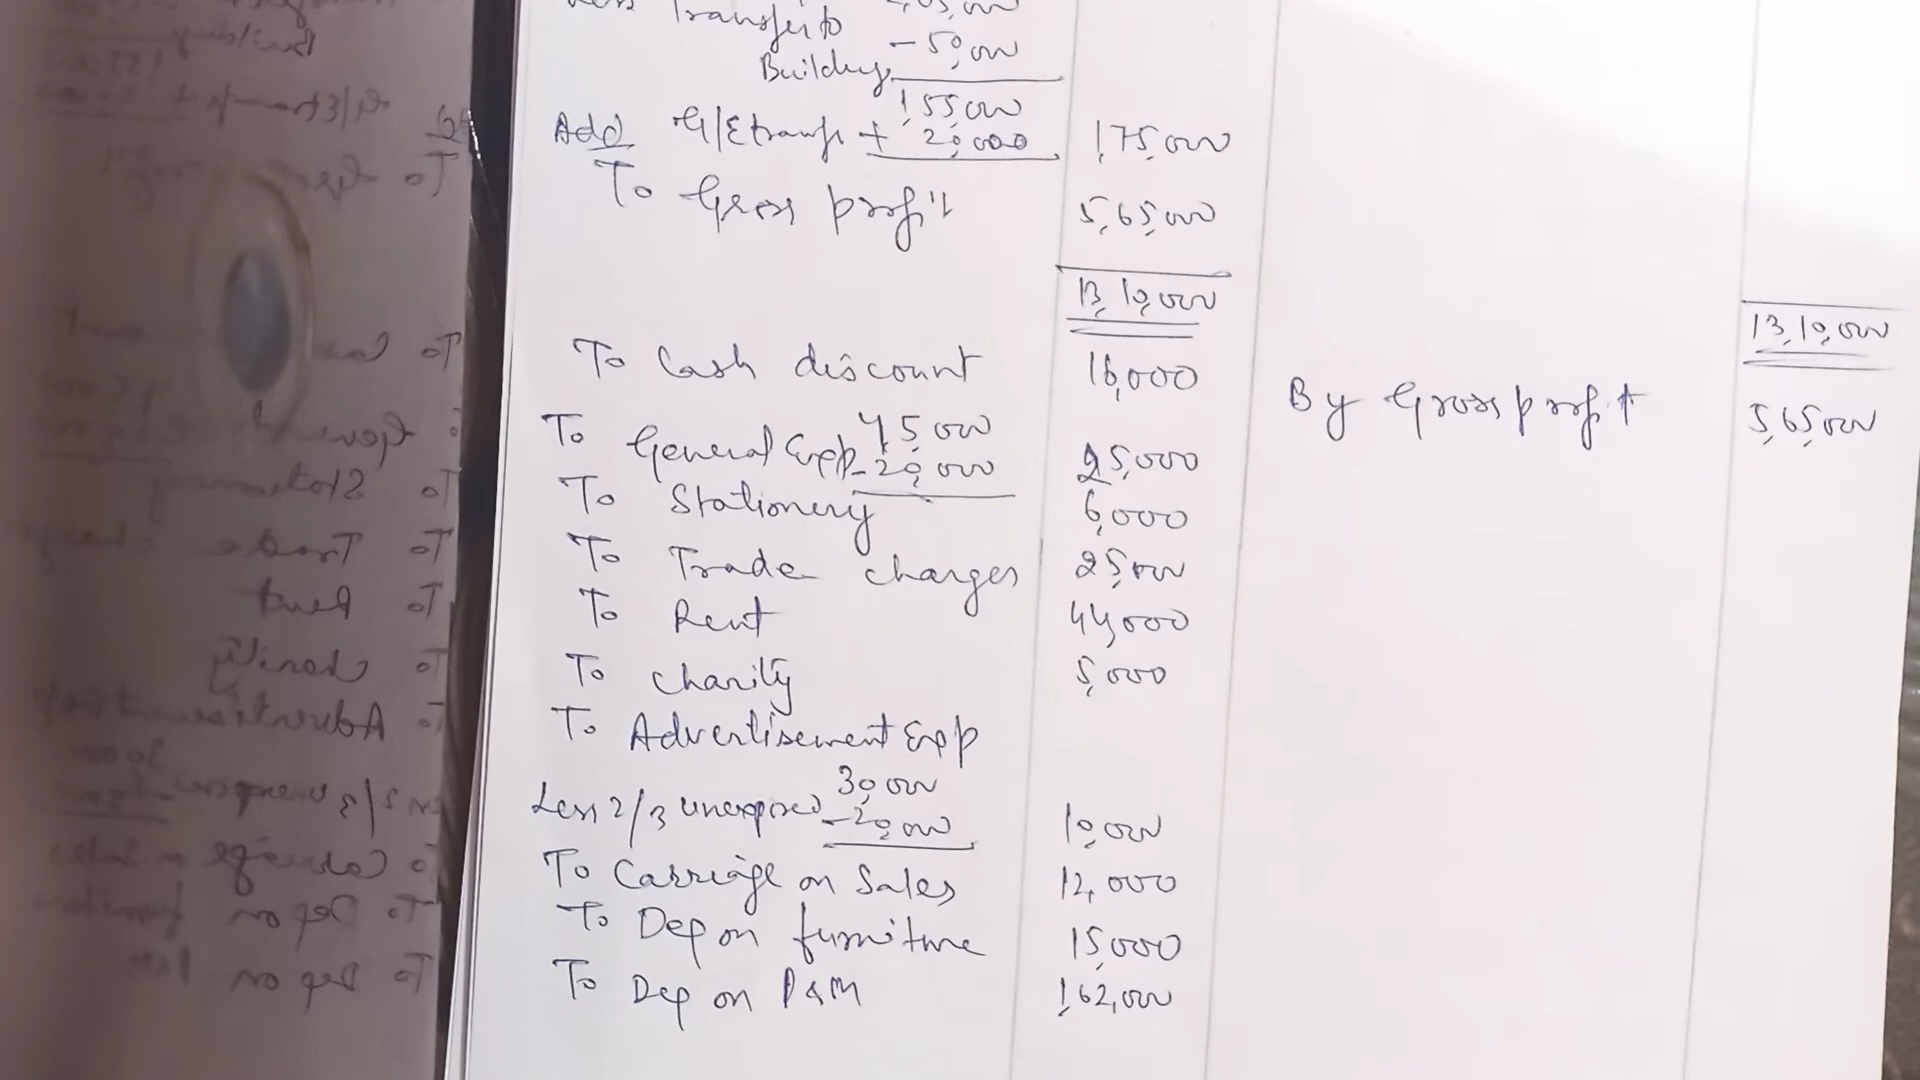 Less Transfer to
Building - 50,000
1,55,000
Add G/E transf + 20,000 1,75,000
To Gross profit 5,65,000
13,10,000 13,10,000
To Cash discount 16,000
By Gross profit 5,65,000
To General Exp 45,000
- 20,000 25,000
To Stationery 6,000
To Trade charges 25,000
To Rent 44,000
To charity 5,000
To Advertisement Exp
30,000
Less 2/3 unexpired - 20,000 10,000
To Carriage on Sales 12,000
To Dep on furniture 15,000
To Dep on P&M 1,62,000